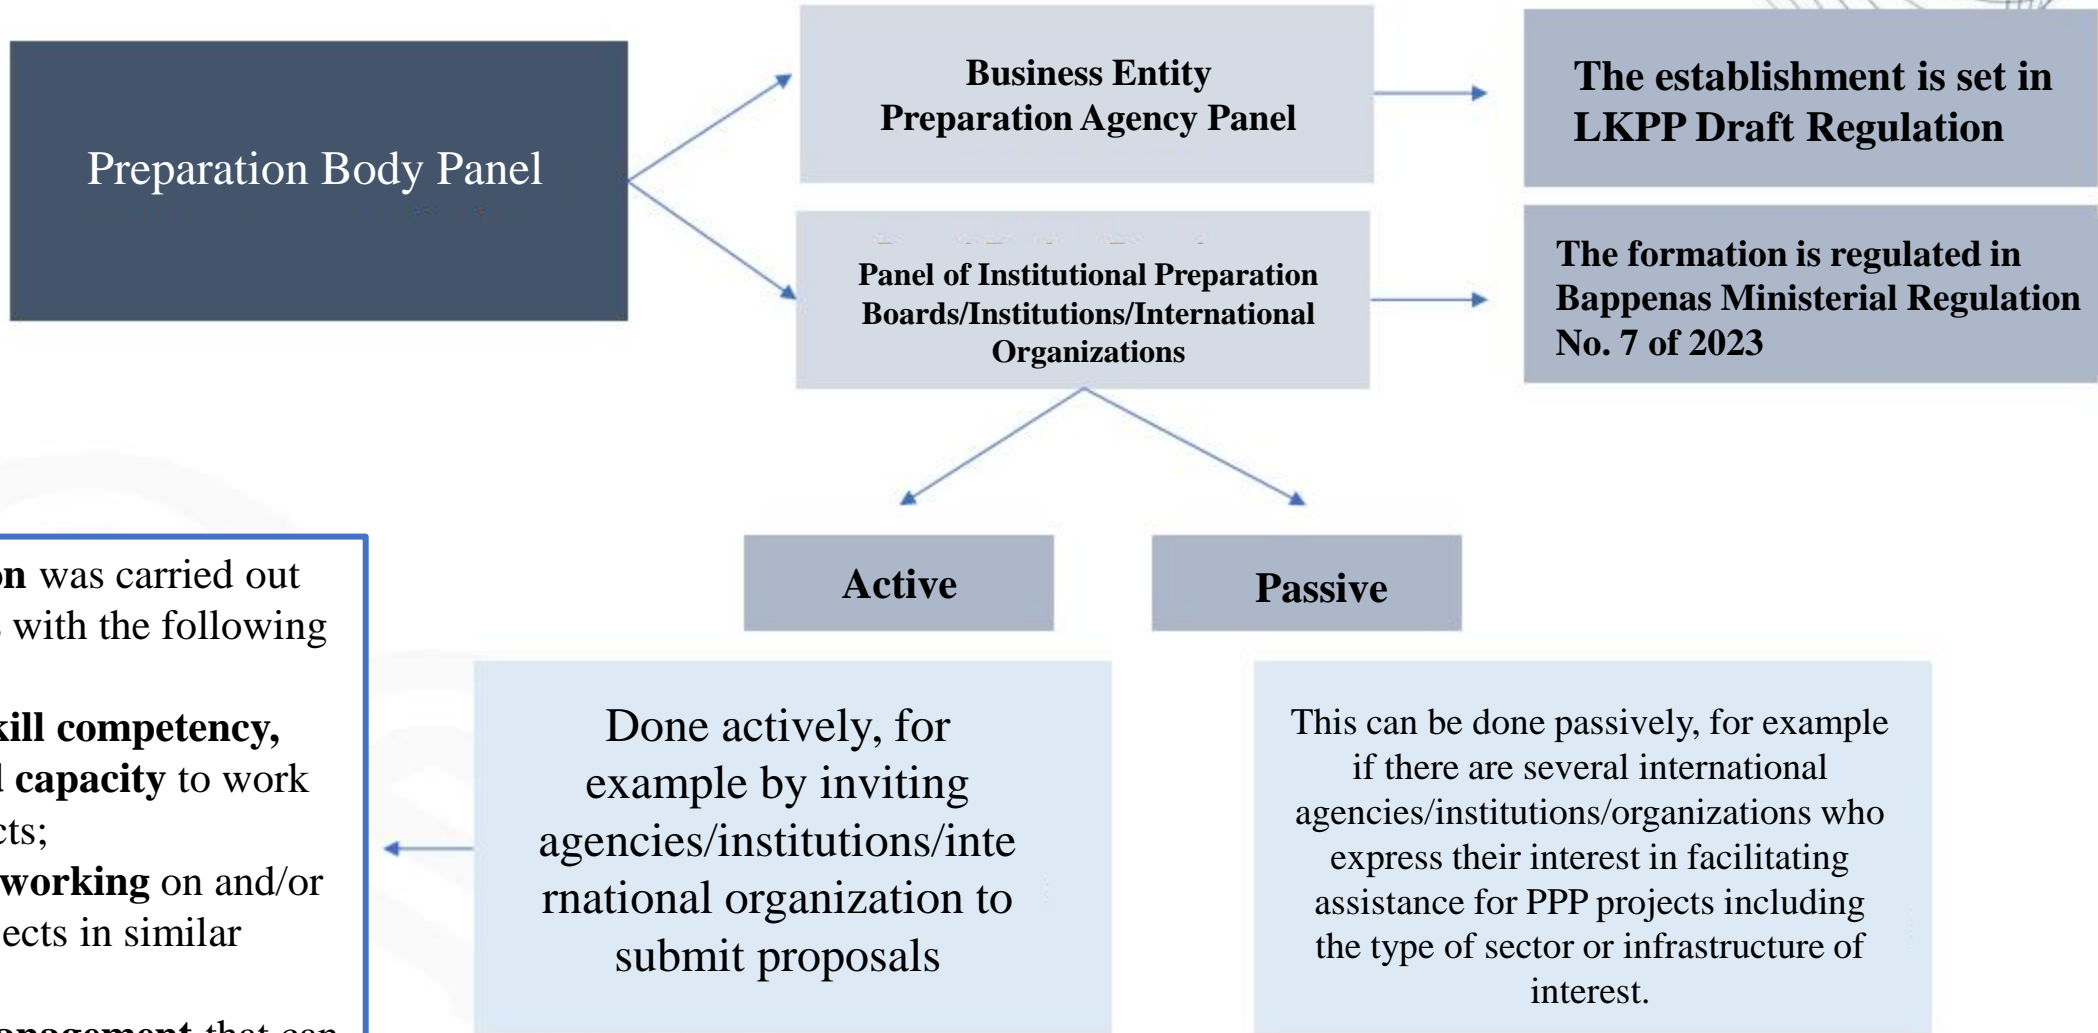 Preparation Body Panel
Business Entity
Preparation Agency Panel
The establishment is set in
LKPP Draft Regulation
Panel of Institutional Preparation
Boards/Institutions/International
Organizations
The formation is regulated in
Bappenas Ministerial Regulation
No. 7 of 2023
Active
Passive
was carried out
with the following
competency,
capacity to work
working on and/or
in similar
that can
Done actively, for
example by inviting
agencies/institutions/inte
rnational organization to
submit proposals
This can be done passively, for example
if there are several international
agencies/institutions/organizations who
express their interest in facilitating
assistance for PPP projects including
the type of sector or infrastructure of
interest.